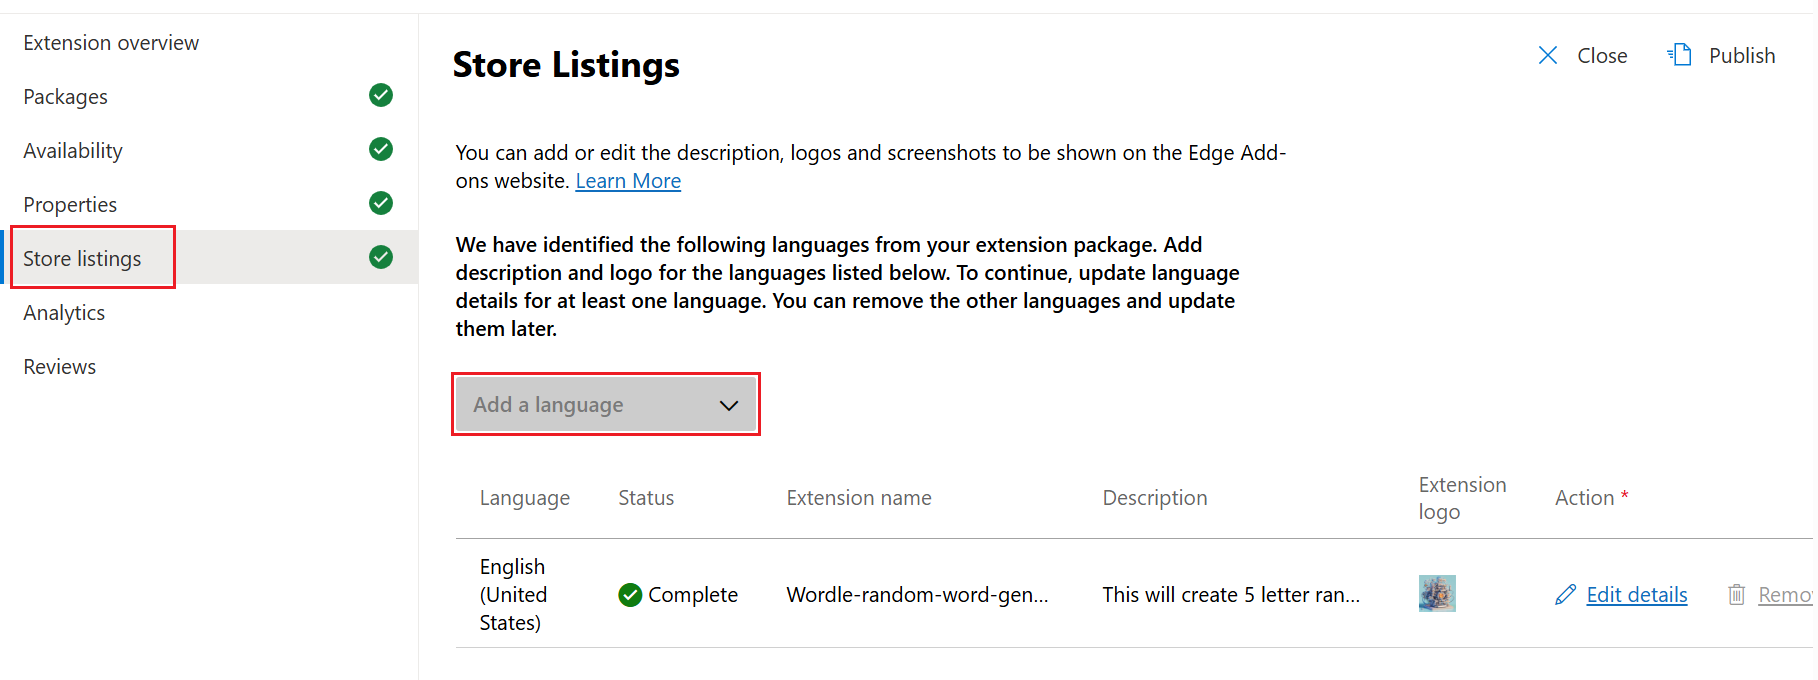 Extension overview
Packages
Availability
Properties
Store listings
Analytics
Reviews
Store Listings
Close
Publish
You can add or edit the description, logos and screenshots to be shown on the Edge Add-
ons website. Learn More
We have identified the following languages from your extension package. Add
description and logo for the languages listed below. To continue, update language
details for at least one language. You can remove the other languages and update
them later.
Add a language
Language Status Extension name Description Extension logo Action *
English
(United
States)
Complete
Wordle-random-word-gen...
This will create 5 letter ran...
Edit details
Remo